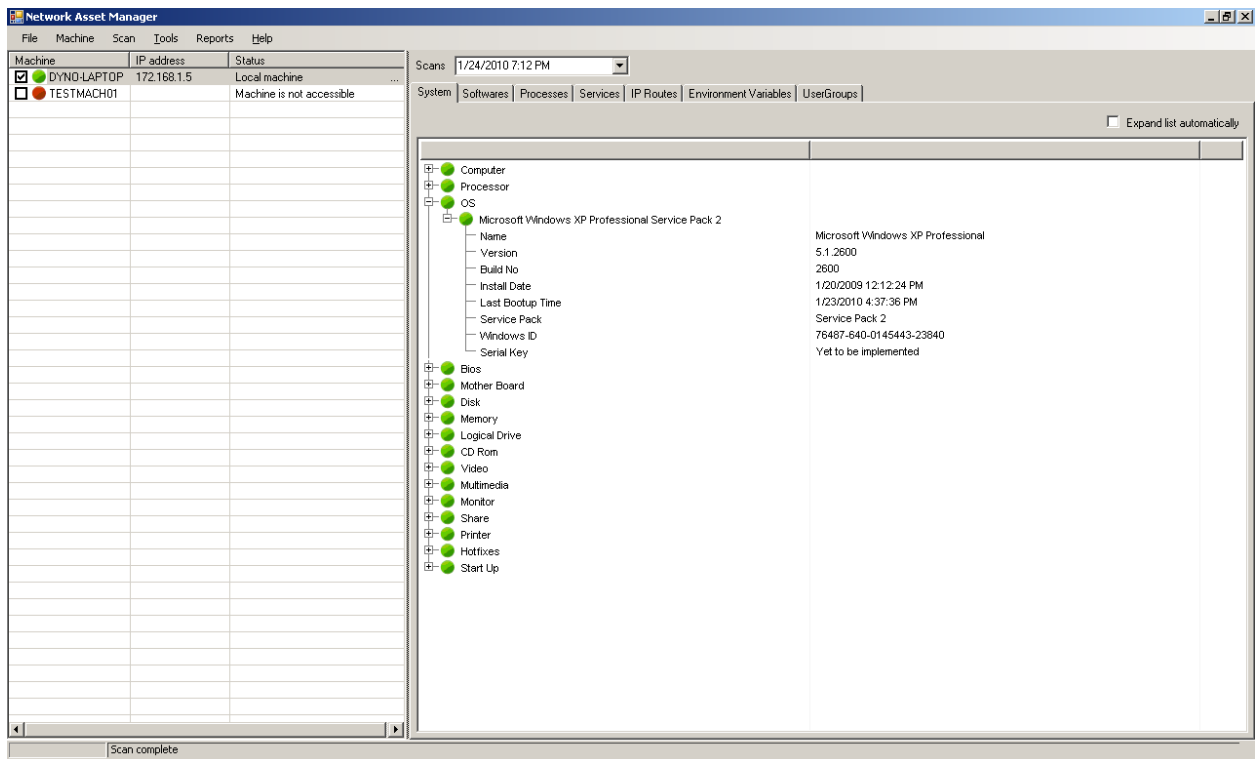 Network Asset Manager
File Machine Scan Tools Reports Help
Machine IP address Status
DYNO-LAPTOP 172.168.1.5 Local machine ...
TESTMACH01 Machine is not accessible
Scans 1/24/2010 7:12 PM
System Softwares Processes Services IP Routes Environment Variables UserGroups
Expand list automatically
Computer
Processor
OS
Microsoft Windows XP Professional Service Pack 2
Name Microsoft Windows XP Professional
Version 5.1.2600
Build No 2600
Install Date 1/20/2009 12:12:24 PM
Last Bootup Time 1/23/2010 4:37:36 PM
Service Pack Service Pack 2
Windows ID 76487-640-0145443-23840
Serial Key Yet to be implemented
Bios
Mother Board
Disk
Memory
Logical Drive
CD Rom
Video
Multimedia
Monitor
Share
Printer
Hotfixes
Start Up
Scan complete